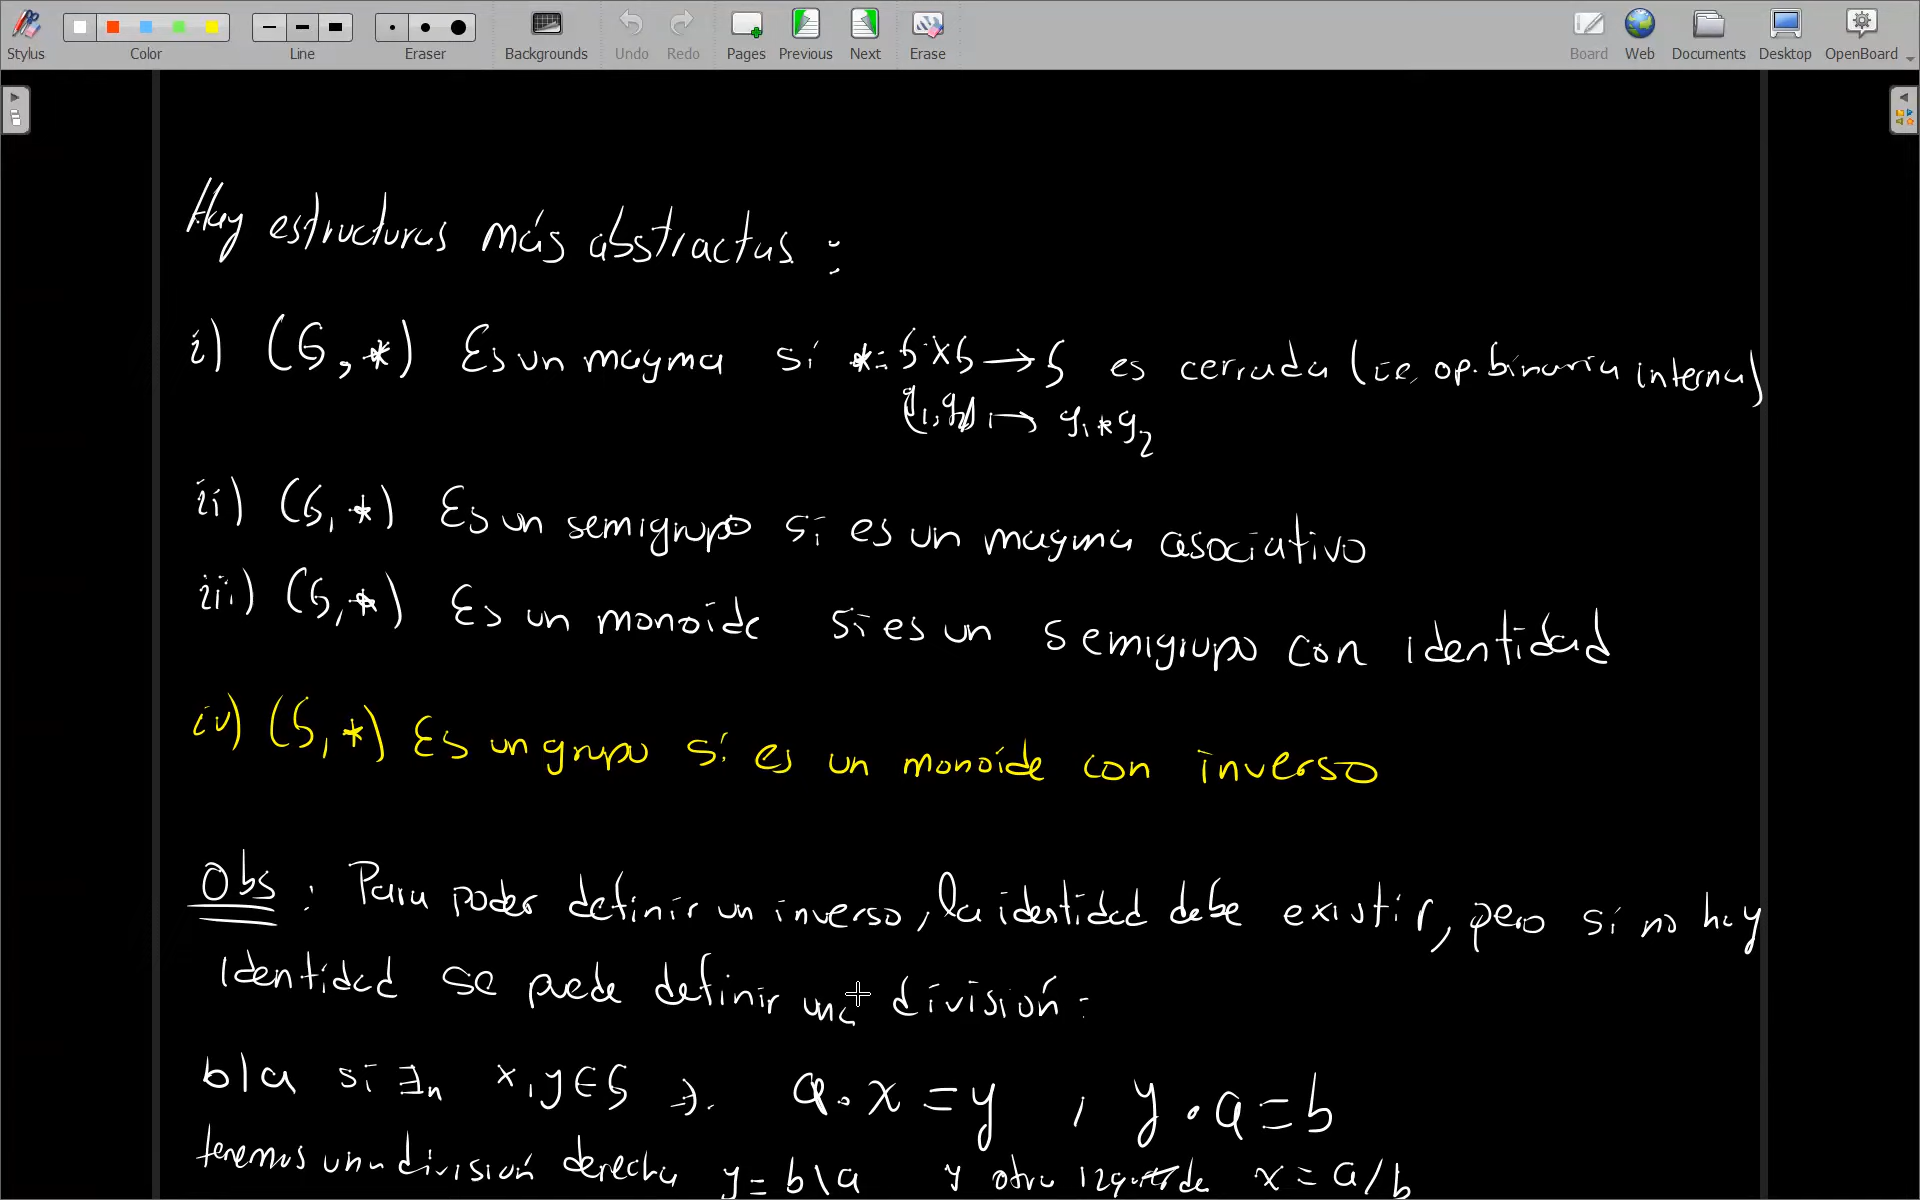 Stylus Color Line Eraser Backgrounds Undo Redo Pages Previous Next Erase Board Web Documents Desktop OpenBoard
Hay estructuras más abstractas :
i) (G, *) Es un magma si *: G×G → G es cerrada (i.e. op. binaria interna)
(g₁, g₂) ↦ g₁*g₂
ii) (G, *) Es un semigrupo si es un magma asociativo
iii) (G, *) Es un monoide si es un semigrupo con identidad
iv) (G, *) Es un grupo si es un monoide con inverso
Obs : Para poder definir un inverso, la identidad debe existir, pero si no hay
identidad se puede definir una división :
b|a si ∃n x, y ∈ G ∋. a·x = y , y·a = b
tenemos una división derecha y = b\a y otra izquierda x = a/b